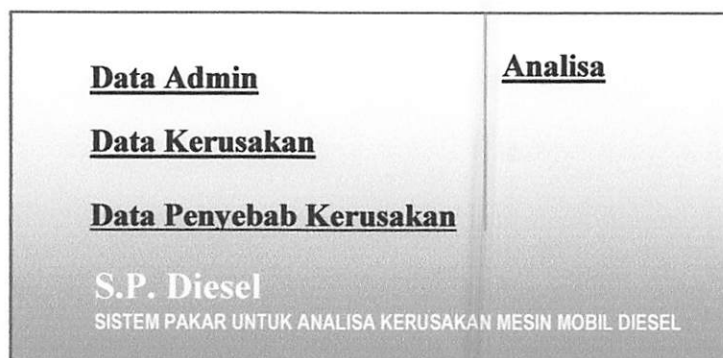 Data Admin
Analisa
Data Kerusakan
Data Penyebab Kerusakan
S.P. Diesel
SISTEM PAKAR UNTUK ANALISA KERUSAKAN MESIN MOBIL DIESEL